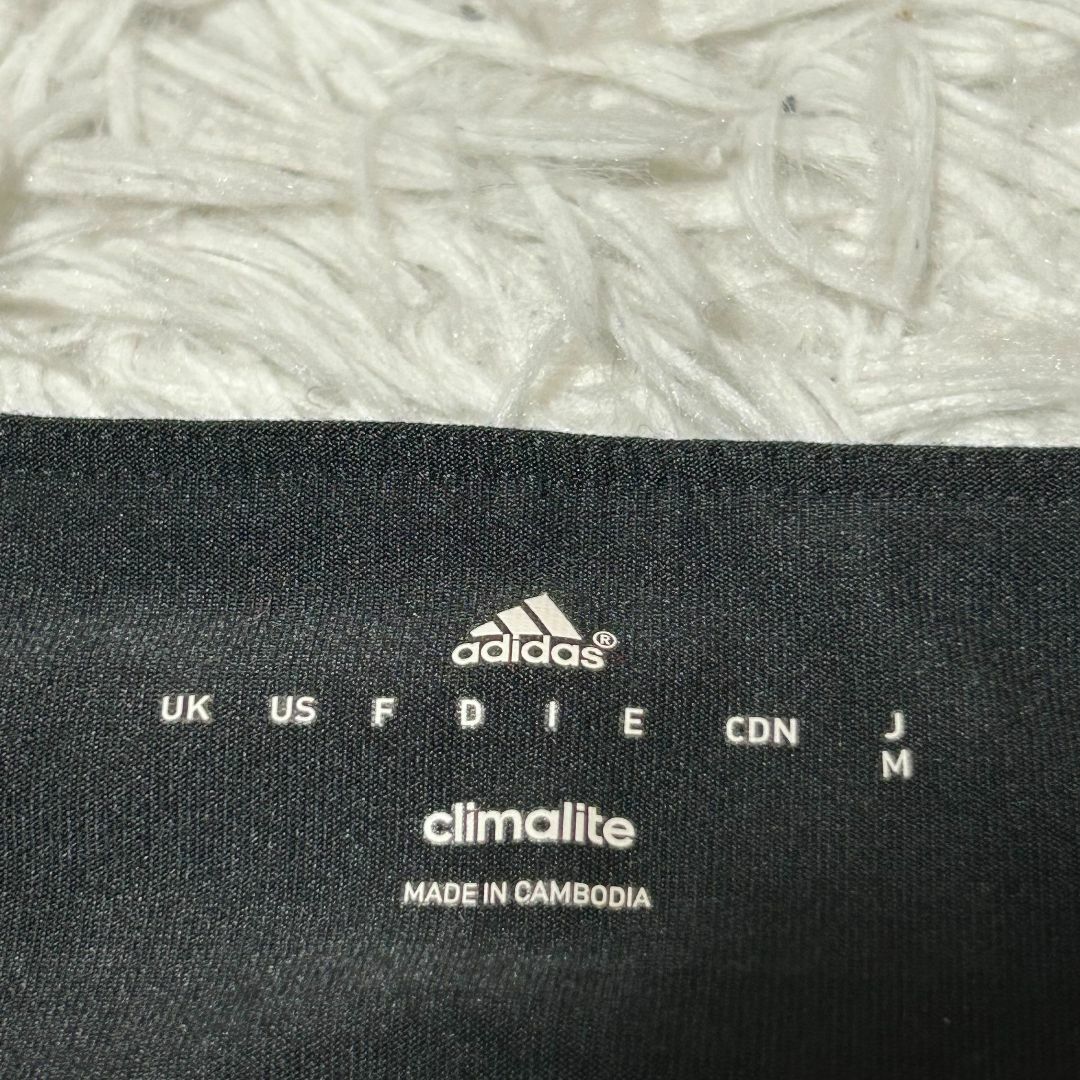 adidas®
UK US F D I E CDN J
M
climalite
MADE IN CAMBODIA